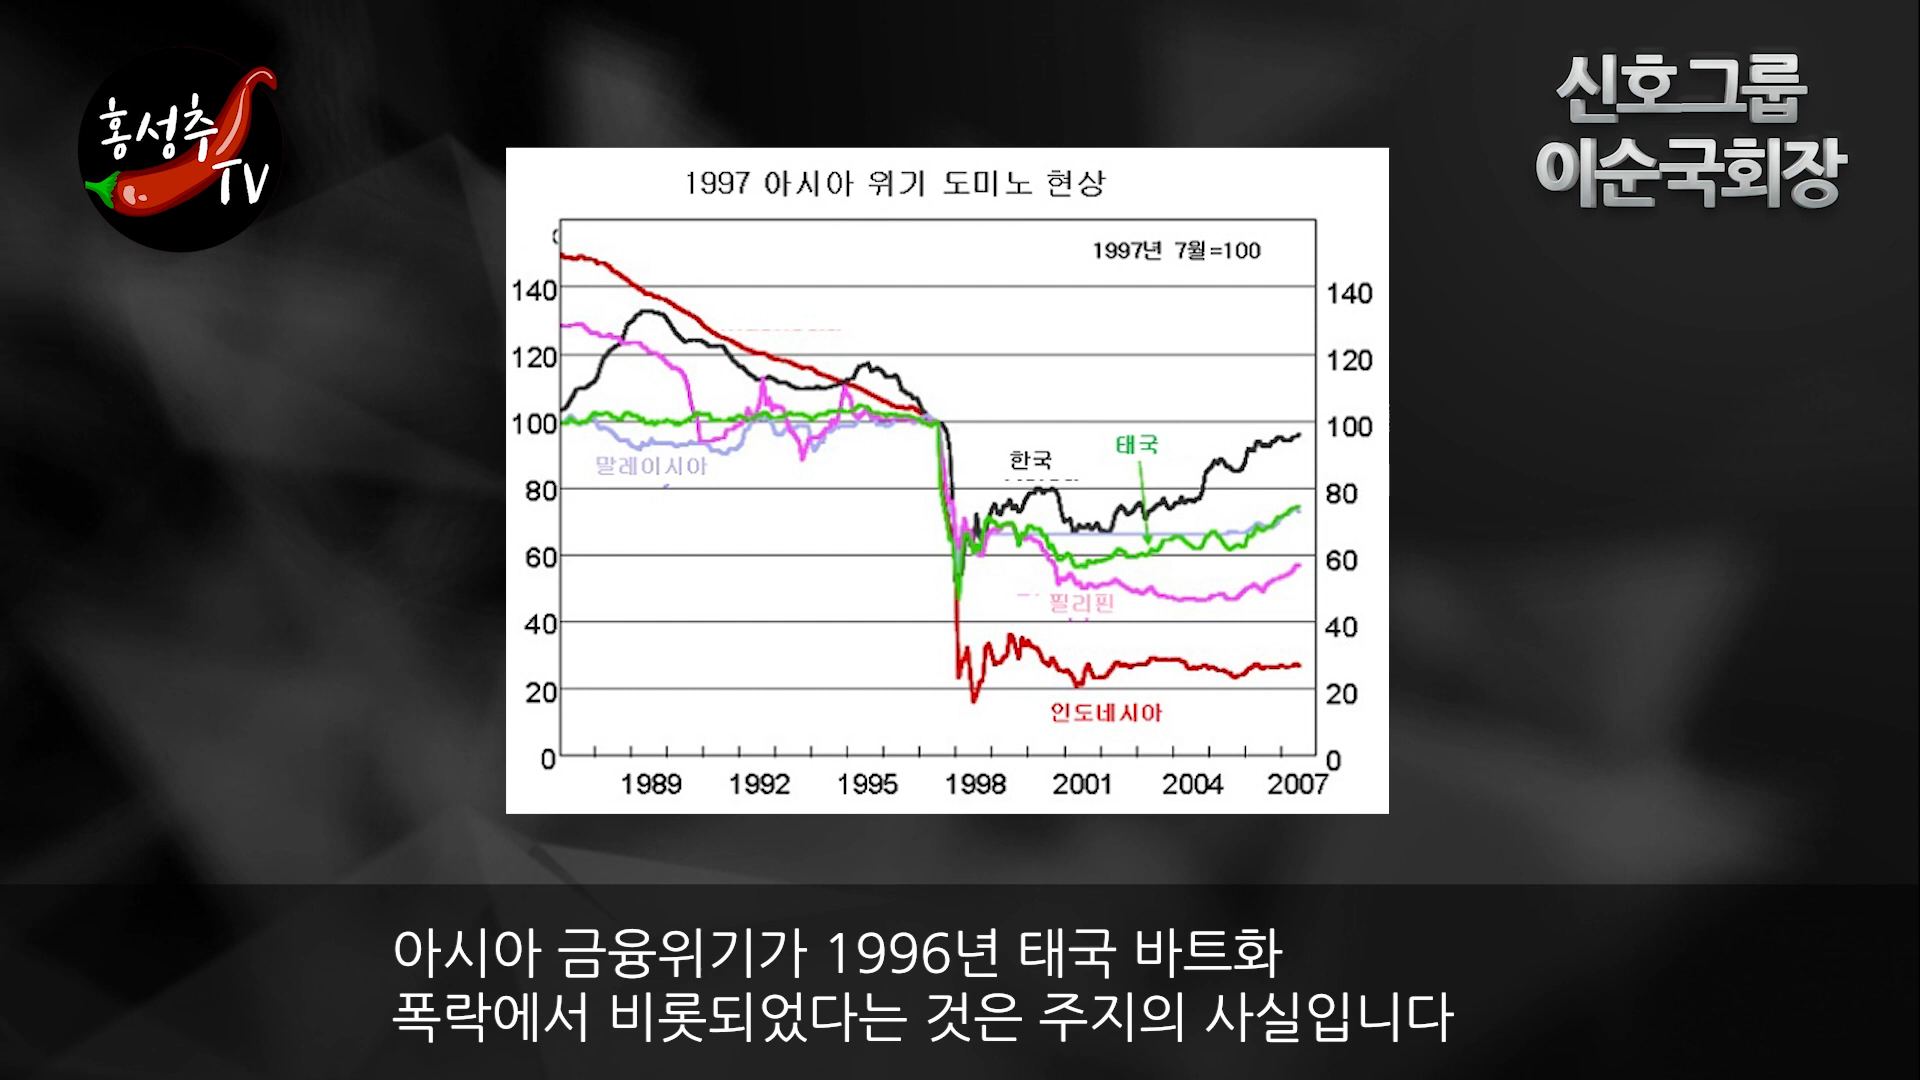 홍성추
TV
신호그룹
이순국회장
1997 아시아 위기 도미노 현상
1997년 7월=100
140
120
100
80
60
40
20
0
140
120
100
80
60
40
20
0
말레이시아
한국
태국
필리핀
인도네시아
1989 1992 1995 1998 2001 2004 2007
아시아 금융위기가 1996년 태국 바트화
폭락에서 비롯되었다는 것은 주지의 사실입니다